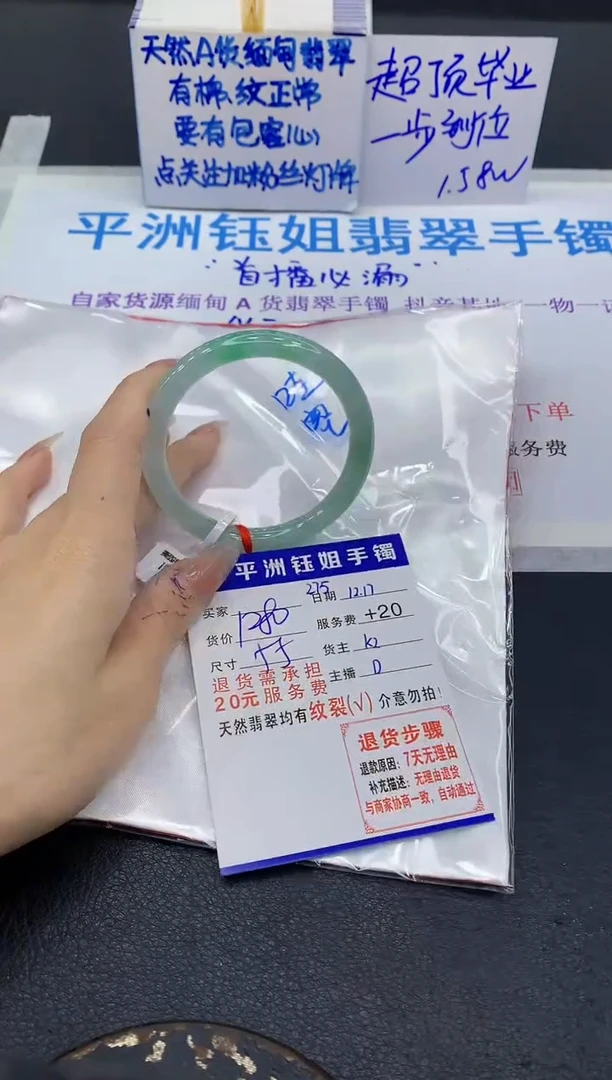 天然A货缅甸翡翠
有棉、纹正常
要有包容心
点关注加粉丝灯牌
超顶毕业
一步到位
1.58W
平洲钰姐翡翠手镯
"首播必漏"
自家货源缅甸A货翡翠手镯
一物一
下单
服务费
平洲钰姐手镯
275
买家
日期 12.17
货价 1280
服务费 +20
尺寸
货主 K2
退货需承担
主播 D
20元服务费
天然翡翠均有纹裂(√)介意勿拍!
退货步骤
退款原因:7天无理由
补充描述:无理由退货
与商家协商一致,自动通过